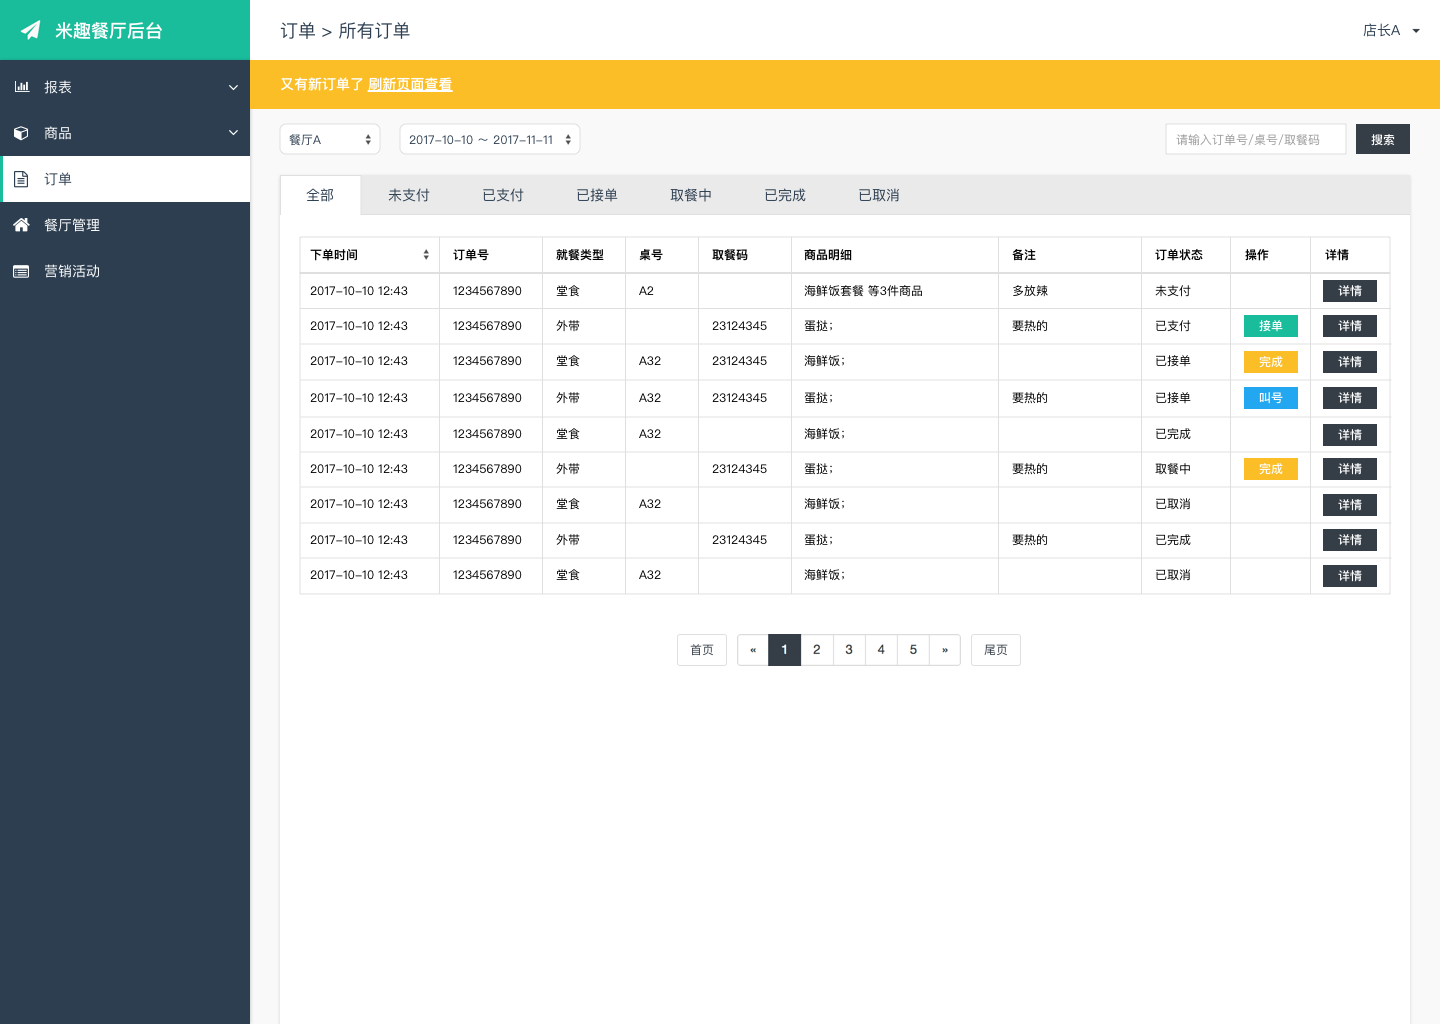 米趣餐厅后台
订单 > 所有订单
店长A
报表
商品
订单
餐厅管理
营销活动
又有新订单了 刷新页面查看
餐厅A
2017-10-10 ～ 2017-11-11
请输入订单号/桌号/取餐码
搜索
全部 未支付 已支付 已接单 取餐中 已完成 已取消
下单时间 订单号 就餐类型 桌号 取餐码 商品明细 备注 订单状态 操作 详情
2017-10-10 12:43 1234567890 堂食 A2 海鲜饭套餐 等3件商品 多放辣 未支付 详情
2017-10-10 12:43 1234567890 外带 23124345 蛋挞； 要热的 已支付 接单 详情
2017-10-10 12:43 1234567890 堂食 A32 23124345 海鲜饭； 已接单 完成 详情
2017-10-10 12:43 1234567890 外带 A32 23124345 蛋挞； 要热的 已接单 叫号 详情
2017-10-10 12:43 1234567890 堂食 A32 海鲜饭； 已完成 详情
2017-10-10 12:43 1234567890 外带 23124345 蛋挞； 要热的 取餐中 完成 详情
2017-10-10 12:43 1234567890 堂食 A32 海鲜饭； 已取消 详情
2017-10-10 12:43 1234567890 外带 23124345 蛋挞； 要热的 已完成 详情
2017-10-10 12:43 1234567890 堂食 A32 海鲜饭； 已取消 详情
首页 « 1 2 3 4 5 » 尾页